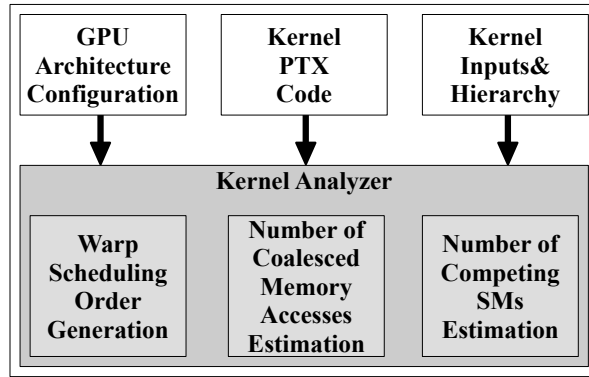 GPU
Architecture
Configuration
Kernel
PTX
Code
Kernel
Inputs&
Hierarchy
Kernel Analyzer
Warp
Scheduling
Order
Generation
Number of
Coalesced
Memory
Accesses
Estimation
Number of
Competing
SMs
Estimation